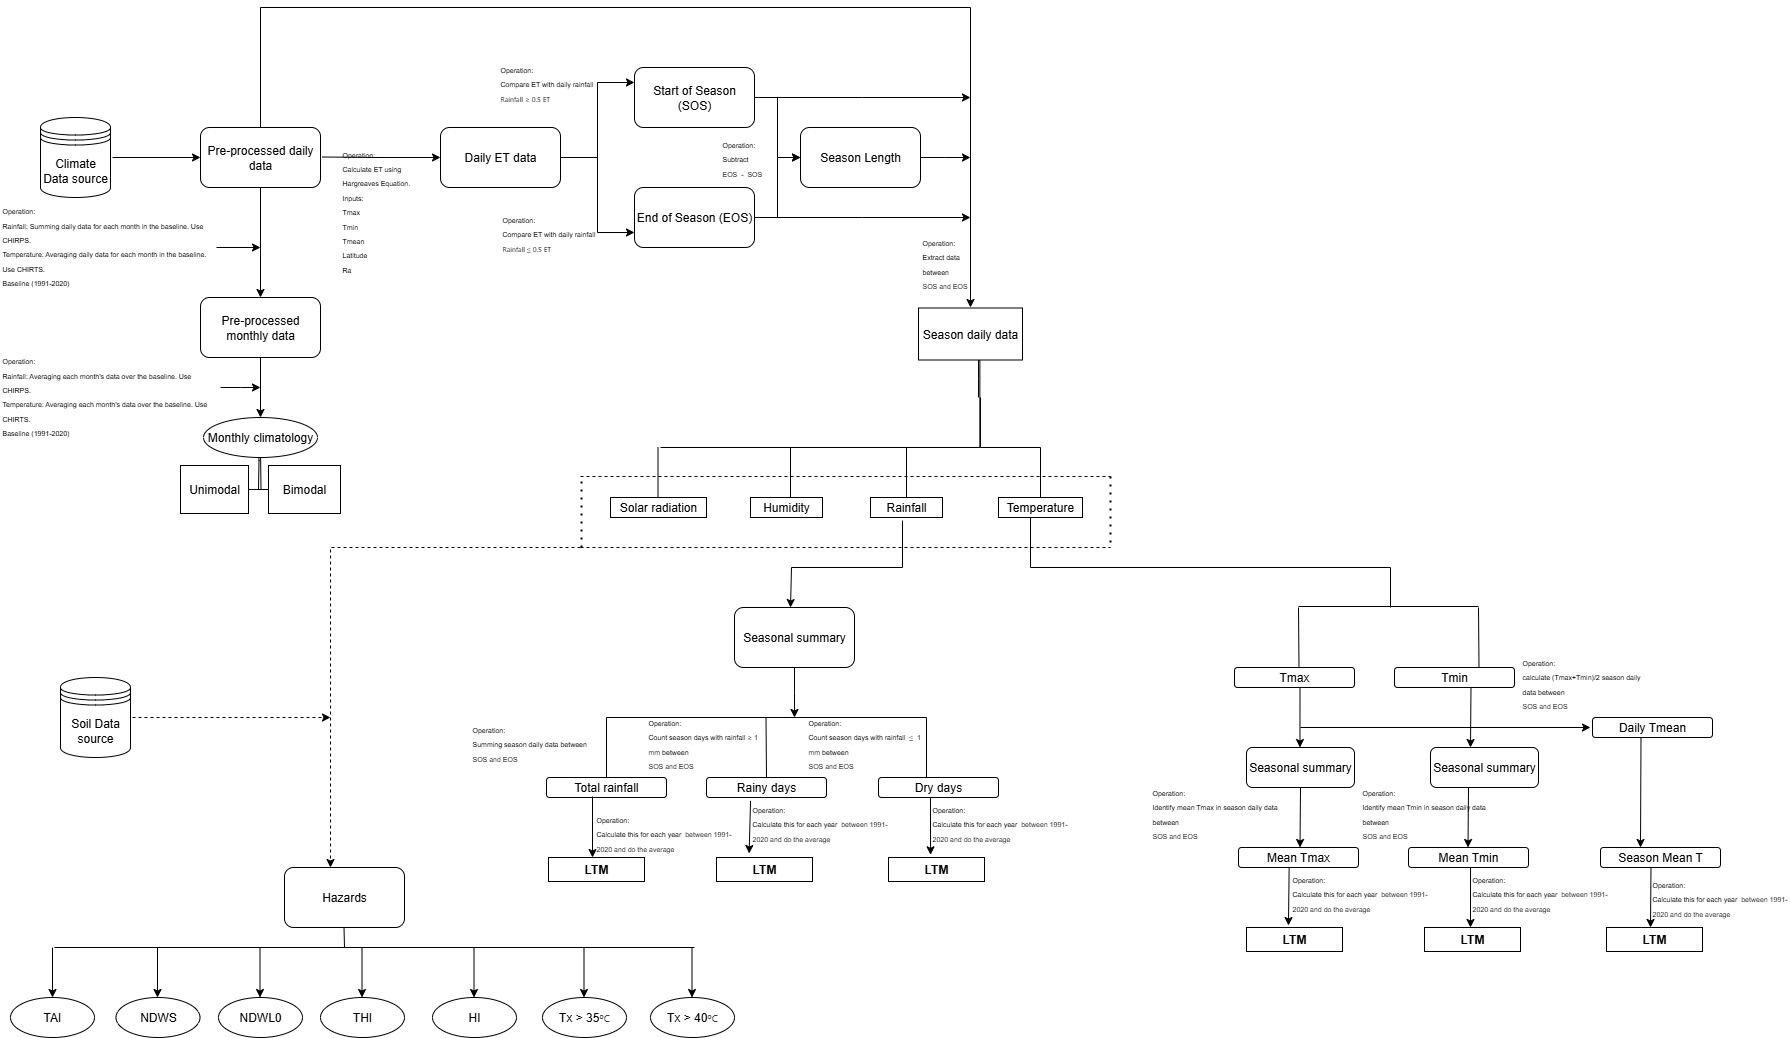 Operation:
Compare ET with daily rainfall
Rainfall ≥ 0.5 ET
Start of Season
(SOS)
Climate
Data source
Pre-processed daily
data
Operation:
Calculate ET using
Hargreaves Equation.
Inputs:
Tmax
Tmin
Tmean
Latitude
Ra
Daily ET data
Operation:
Subtract
EOS - SOS
Season Length
End of Season (EOS)
Operation:
Compare ET with daily rainfall
Rainfall ≤ 0.5 ET
Operation:
Rainfall: Summing daily data for each month in the baseline. Use
CHIRPS.
Temperature: Averaging daily data for each month in the baseline.
Use CHIRTS.
Baseline (1991-2020)
Operation:
Extract data
between
SOS and EOS
Pre-processed
monthly data
Season daily data
Operation:
Rainfall: Averaging each month's data over the baseline. Use
CHIRPS.
Temperature: Averaging each month's data over the baseline. Use
CHIRTS.
Baseline (1991-2020)
Monthly climatology
Unimodal
Bimodal
Solar radiation
Humidity
Rainfall
Temperature
Seasonal summary
Tmax
Tmin
Operation:
calculate (Tmax+Tmin)/2 season daily
data between
SOS and EOS
Soil Data
source
Daily Tmean
Operation:
Summing season daily data between
SOS and EOS
Operation:
Count season days with rainfall ≥ 1
mm between
SOS and EOS
Operation:
Count season days with rainfall ≤ 1
mm between
SOS and EOS
Seasonal summary
Seasonal summary
Total rainfall
Rainy days
Dry days
Operation:
Identify mean Tmax in season daily data
between
SOS and EOS
Operation:
Identify mean Tmin in season daily data
between
SOS and EOS
Operation:
Calculate this for each year between 1991-
2020 and do the average
Operation:
Calculate this for each year between 1991-
2020 and do the average
Operation:
Calculate this for each year between 1991-
2020 and do the average
LTM
LTM
LTM
Mean Tmax
Mean Tmin
Season Mean T
Operation:
Calculate this for each year between 1991-
2020 and do the average
Operation:
Calculate this for each year between 1991-
2020 and do the average
Operation:
Calculate this for each year between 1991-
2020 and do the average
LTM
LTM
LTM
Hazards
TAI
NDWS
NDWL0
THI
HI
Tx > 35°C
Tx > 40°C